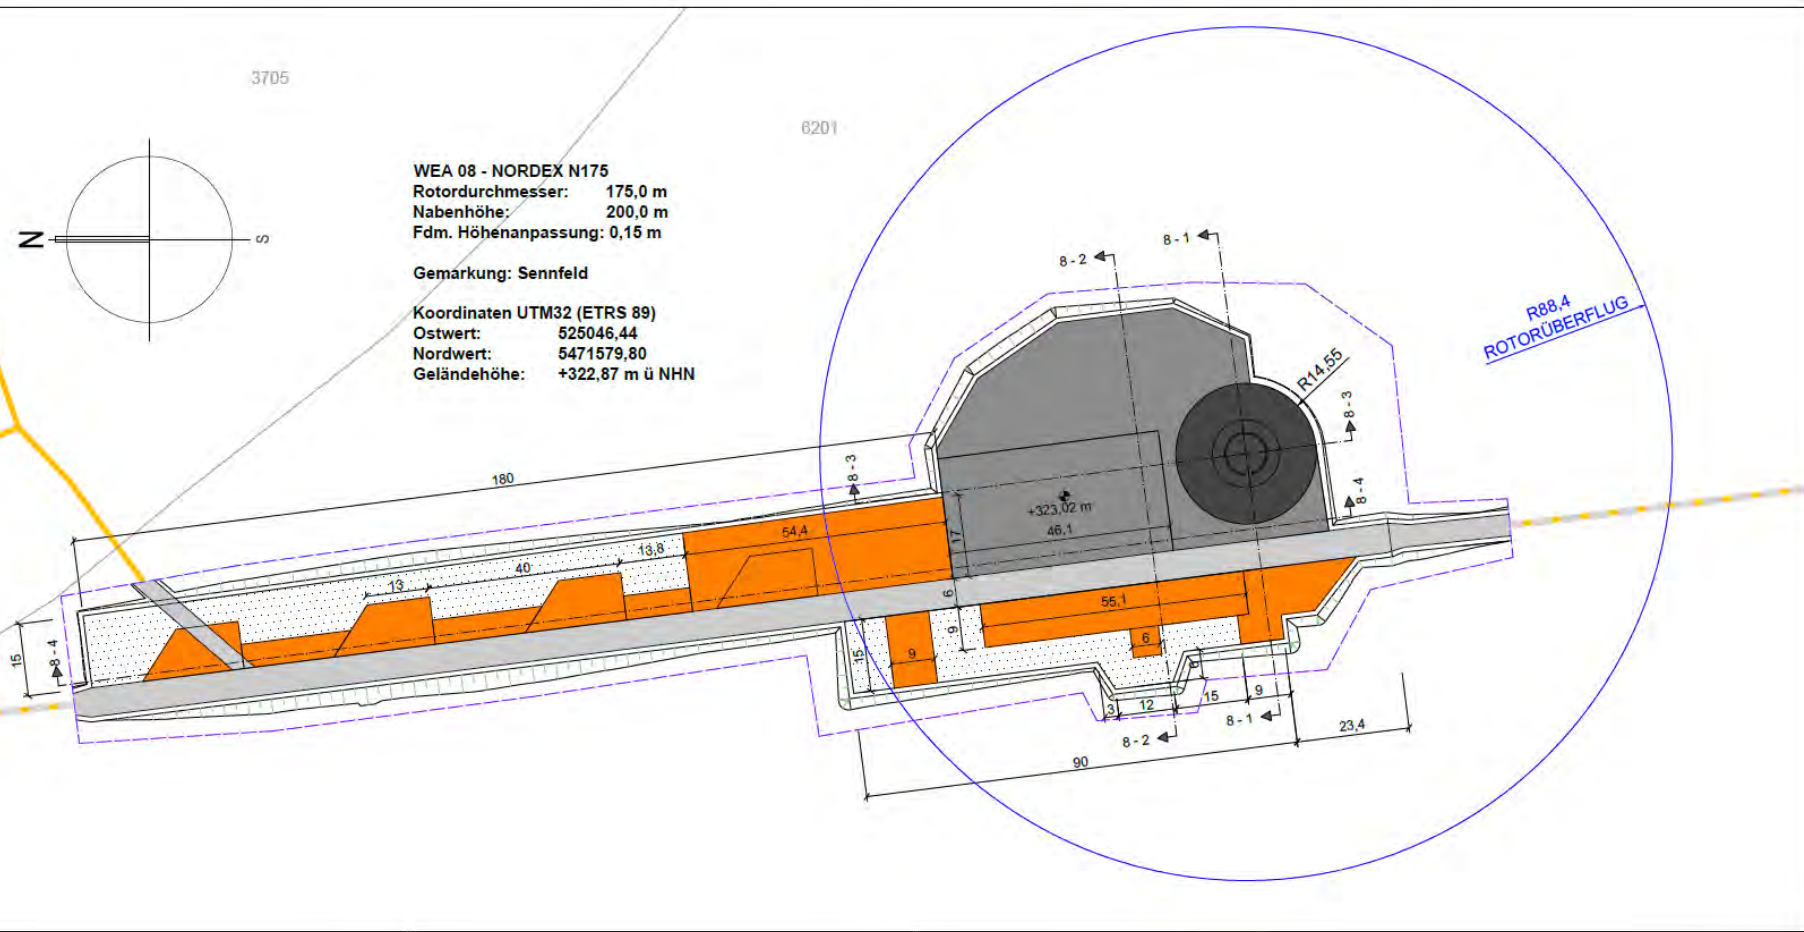 3705
6201
WEA 08 - NORDEX N175
Rotordurchmesser: 175,0 m
Nabenhöhe: 200,0 m
Fdm. Höhenanpassung: 0,15 m
Gemarkung: Sennfeld
Koordinaten UTM32 (ETRS 89)
Ostwert: 525046,44
Nordwert: 5471579,80
Geländehöhe: +322,87 m ü NHN
N
S
8 - 1
8 - 2
R88,4
ROTORÜBERFLUG
R14,55
8 - 3
8 - 3
8 - 4
180
+323,02 m
46,1
17
54,4
13,8
40
13
6
55,1
9
15
8 - 4
15
9
6
6
3
12
15
9
8 - 1
8 - 2
23,4
90